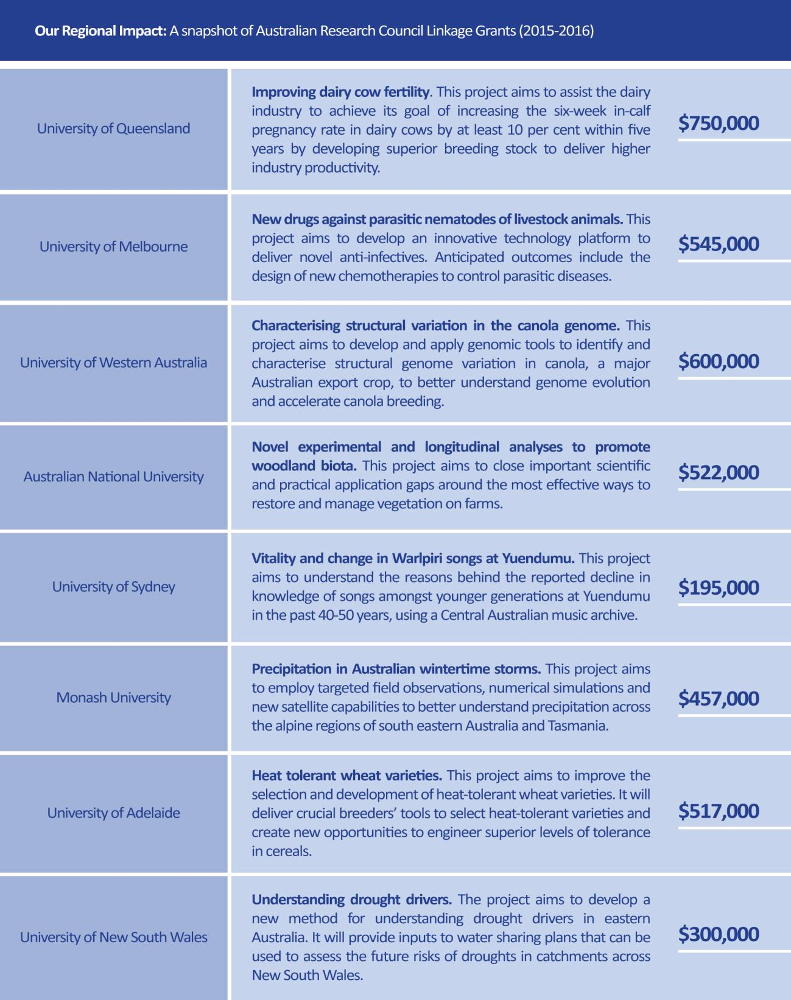 Our Regional Impact: A snapshot of Australian Research Council Linkage Grants (2015-2016)
University of Queensland
Improving dairy cow fertility. This project aims to assist the dairy
industry to achieve its goal of increasing the six-week in-calf
pregnancy rate in dairy cows by at least 10 per cent within five
years by developing superior breeding stock to deliver higher
industry productivity.
$750,000
University of Melbourne
New drugs against parasitic nematodes of livestock animals. This
project aims to develop an innovative technology platform to
deliver novel anti-infectives. Anticipated outcomes include the
design of new chemotherapies to control parasitic diseases.
$545,000
University of Western Australia
Characterising structural variation in the canola genome. This
project aims to develop and apply genomic tools to identify and
characterise structural genome variation in canola, a major
Australian export crop, to better understand genome evolution
and accelerate canola breeding.
$600,000
Australian National University
Novel experimental and longitudinal analyses to promote
woodland biota. This project aims to close important scientific
and practical application gaps around the most effective ways to
restore and manage vegetation on farms.
$522,000
University of Sydney
Vitality and change in Warlpiri songs at Yuendumu. This project
aims to understand the reasons behind the reported decline in
knowledge of songs amongst younger generations at Yuendumu
in the past 40-50 years, using a Central Australian music archive.
$195,000
Monash University
Precipitation in Australian wintertime storms. This project aims
to employ targeted field observations, numerical simulations and
new satellite capabilities to better understand precipitation across
the alpine regions of south eastern Australia and Tasmania.
$457,000
University of Adelaide
Heat tolerant wheat varieties. This project aims to improve the
selection and development of heat-tolerant wheat varieties. It will
deliver crucial breeders’ tools to select heat-tolerant varieties and
create new opportunities to engineer superior levels of tolerance
in cereals.
$517,000
University of New South Wales
Understanding drought drivers. The project aims to develop a
new method for understanding drought drivers in eastern
Australia. It will provide inputs to water sharing plans that can be
used to assess the future risks of droughts in catchments across
New South Wales.
$300,000